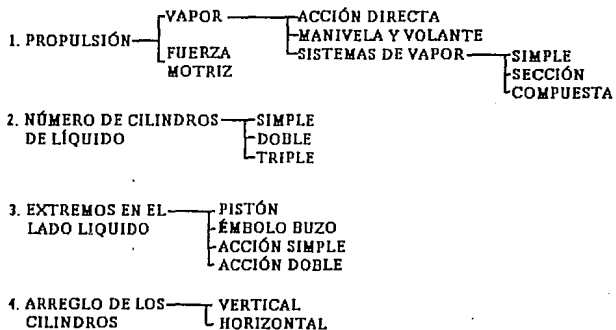 VAPOR ACCIÓN DIRECTA
MANIVELA Y VOLANTE
1. PROPULSIÓN SISTEMAS DE VAPOR SIMPLE
FUERZA SECCIÓN
MOTRIZ COMPUESTA
2. NÚMERO DE CILINDROS SIMPLE
DE LÍQUIDO DOBLE
TRIPLE
3. EXTREMOS EN EL PISTÓN
LADO LIQUIDO ÉMBOLO BUZO
ACCIÓN SIMPLE
ACCIÓN DOBLE
4. ARREGLO DE LOS VERTICAL
CILINDROS HORIZONTAL